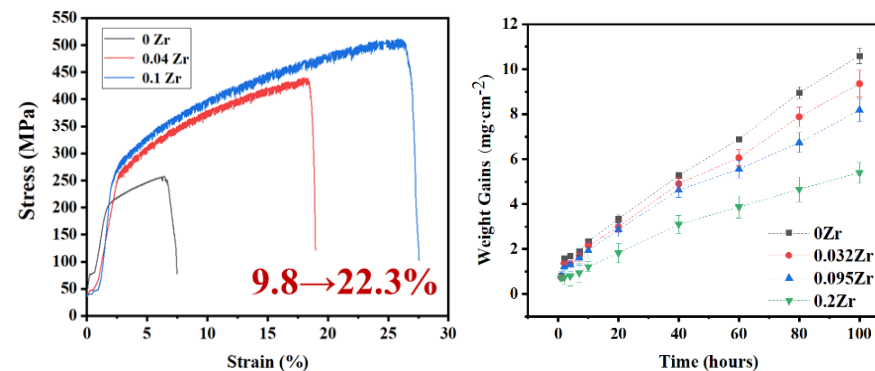 0 Zr
0.04 Zr
0.1 Zr
Stress (MPa)
550
500
450
400
350
300
250
200
150
100
50
0
9.8→22.3%
0 5 10 15 20 25 30
Strain (%)
Weight Gains (mg·cm⁻²)
12
10
8
6
4
2
0
0Zr
0.032Zr
0.095Zr
0.2Zr
0 20 40 60 80 100
Time (hours)